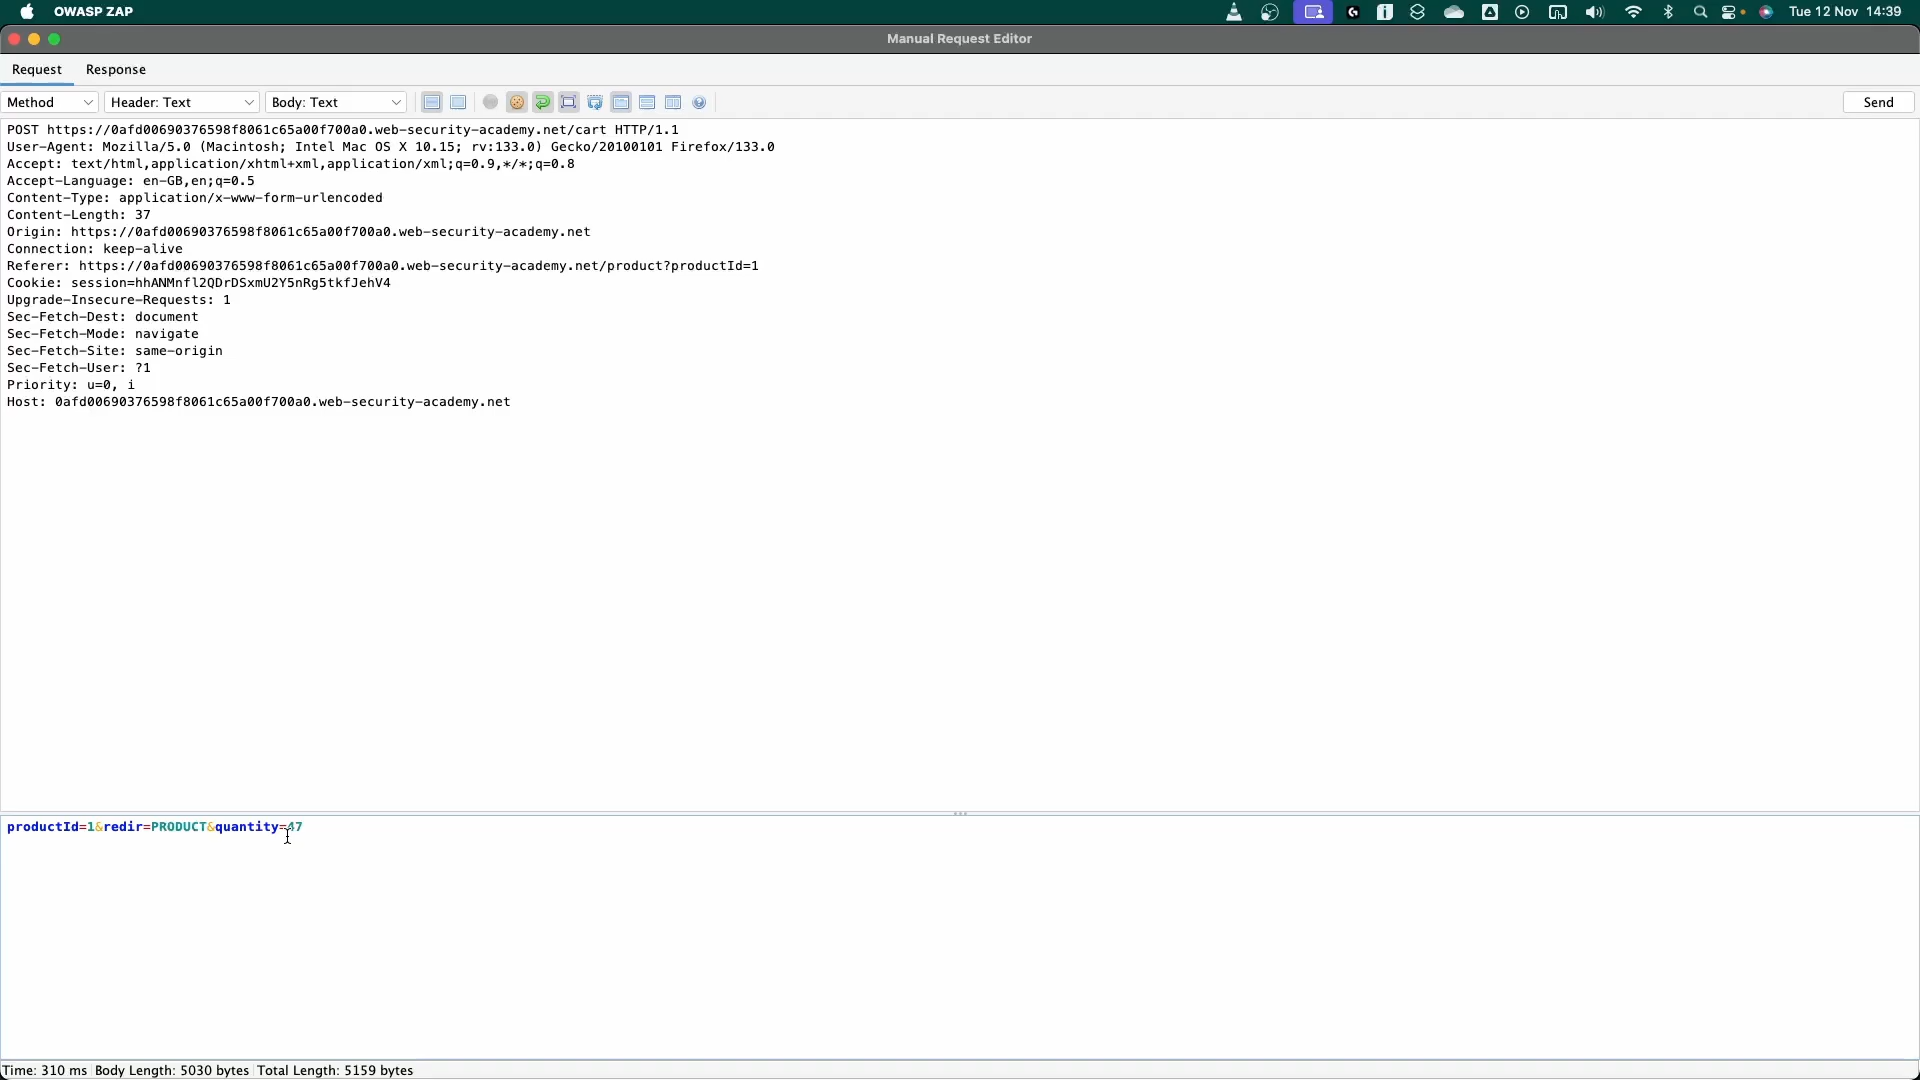 OWASP ZAP
Tue 12 Nov 14:39
Manual Request Editor
Request Response
Method Header: Text Body: Text Send
POST https://0afd00690376598f8061c65a00f700a0.web-security-academy.net/cart HTTP/1.1
User-Agent: Mozilla/5.0 (Macintosh; Intel Mac OS X 10.15; rv:133.0) Gecko/20100101 Firefox/133.0
Accept: text/html,application/xhtml+xml,application/xml;q=0.9,*/*;q=0.8
Accept-Language: en-GB,en;q=0.5
Content-Type: application/x-www-form-urlencoded
Content-Length: 37
Origin: https://0afd00690376598f8061c65a00f700a0.web-security-academy.net
Connection: keep-alive
Referer: https://0afd00690376598f8061c65a00f700a0.web-security-academy.net/product?productId=1
Cookie: session=hhANMnfl2QDrDSxmU2Y5nRg5tkfJehV4
Upgrade-Insecure-Requests: 1
Sec-Fetch-Dest: document
Sec-Fetch-Mode: navigate
Sec-Fetch-Site: same-origin
Sec-Fetch-User: ?1
Priority: u=0, i
Host: 0afd00690376598f8061c65a00f700a0.web-security-academy.net
productId=1&redir=PRODUCT&quantity=47
Time: 310 ms Body Length: 5030 bytes Total Length: 5159 bytes